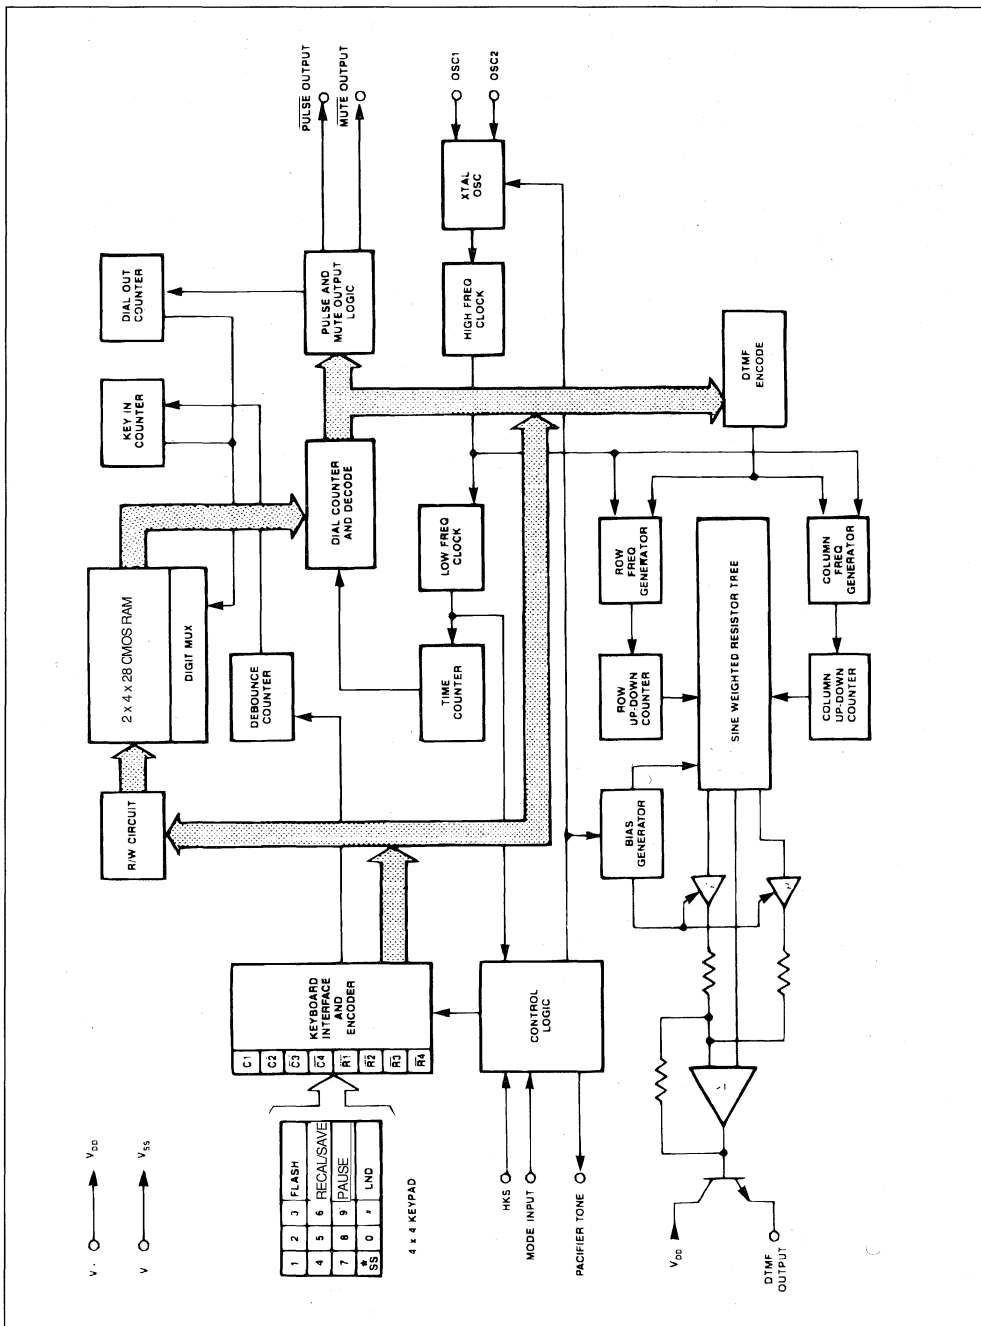 V
V
VDD
VSS
1 2 3 FLASH
4 5 6 RECAL/SAVE
7 8 9 PAUSE
* SS 0 # LND
4 x 4 KEYPAD
C1
C2
C3
C4
R1
R2
R3
R4
KEYBOARD
INTERFACE
AND
ENCODER
R/W CIRCUIT
2 x 4 x 28 CMOS RAM
DIGIT MUX
DEBOUNCE
COUNTER
KEY IN
COUNTER
DIAL OUT
COUNTER
DIAL COUNTER
AND DECODE
PULSE AND
MUTE OUTPUT
LOGIC
PULSE OUTPUT
MUTE OUTPUT
HKS
MODE INPUT
PACIFIER TONE
CONTROL
LOGIC
TIME
COUNTER
LOW FREQ
CLOCK
HIGH FREQ
CLOCK
XTAL
OSC
OSC1
OSC2
BIAS
GENERATOR
ROW
UP-DOWN
COUNTER
ROW
FREQ
GENERATOR
SINE WEIGHTED RESISTOR TREE
COLUMN
UP-DOWN
COUNTER
COLUMN
FREQ
GENERATOR
DTMF
ENCODE
VDD
DTMF
OUTPUT